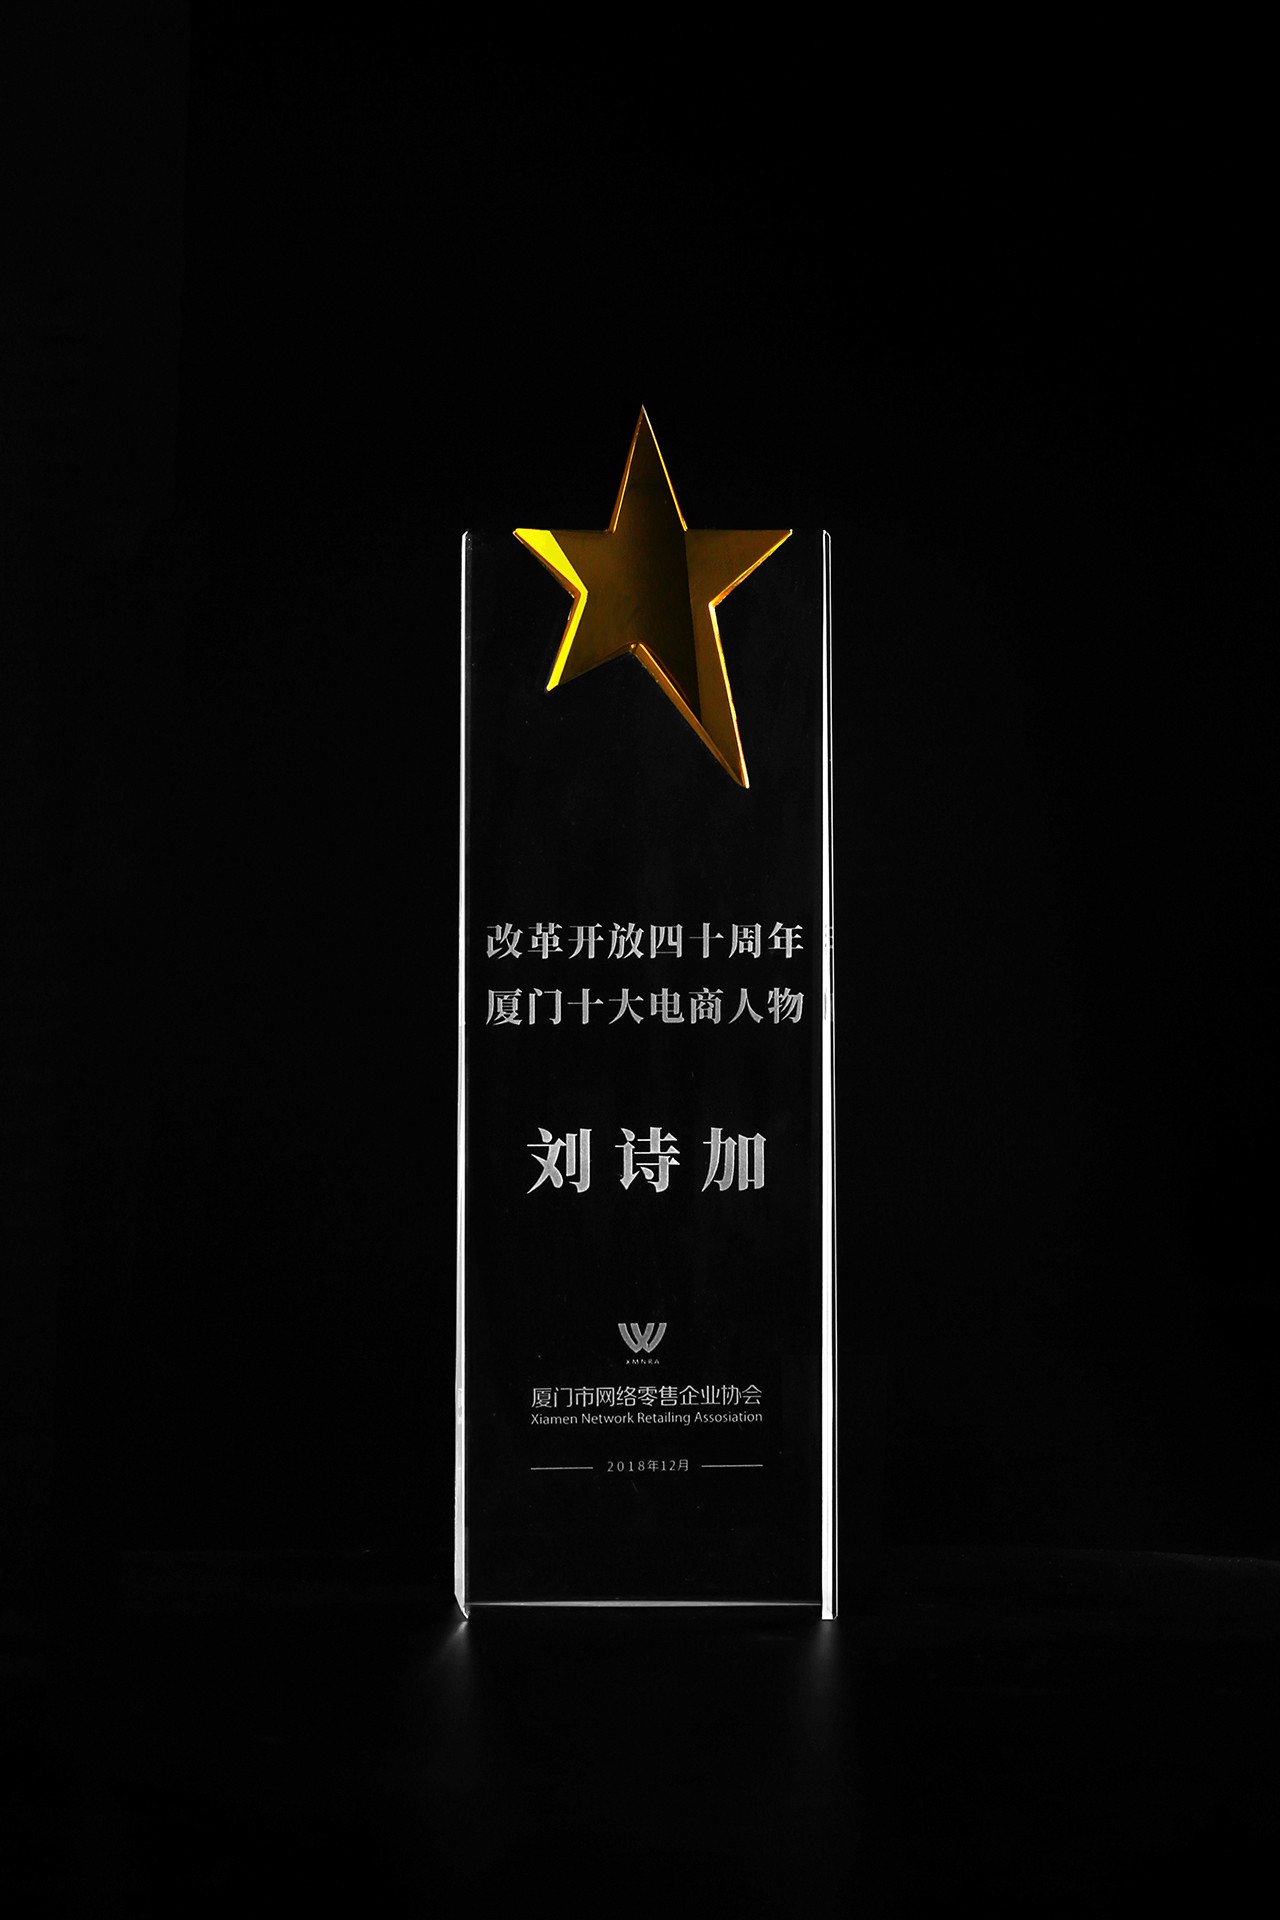 改革开放四十周年
厦门十大电商人物
刘诗加
XMNRA
厦门市网络零售企业协会
Xiamen Network Retailing Assosiation
2018年12月